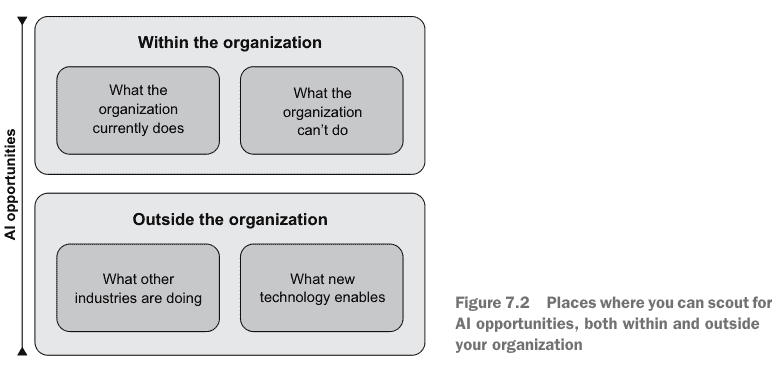 AI opportunities
Within the organization
What the
organization
currently does
What the
organization
can't do
Outside the organization
What other
industries are doing
What new
technology enables
Figure 7.2 Places where you can scout for
AI opportunities, both within and outside
your organization